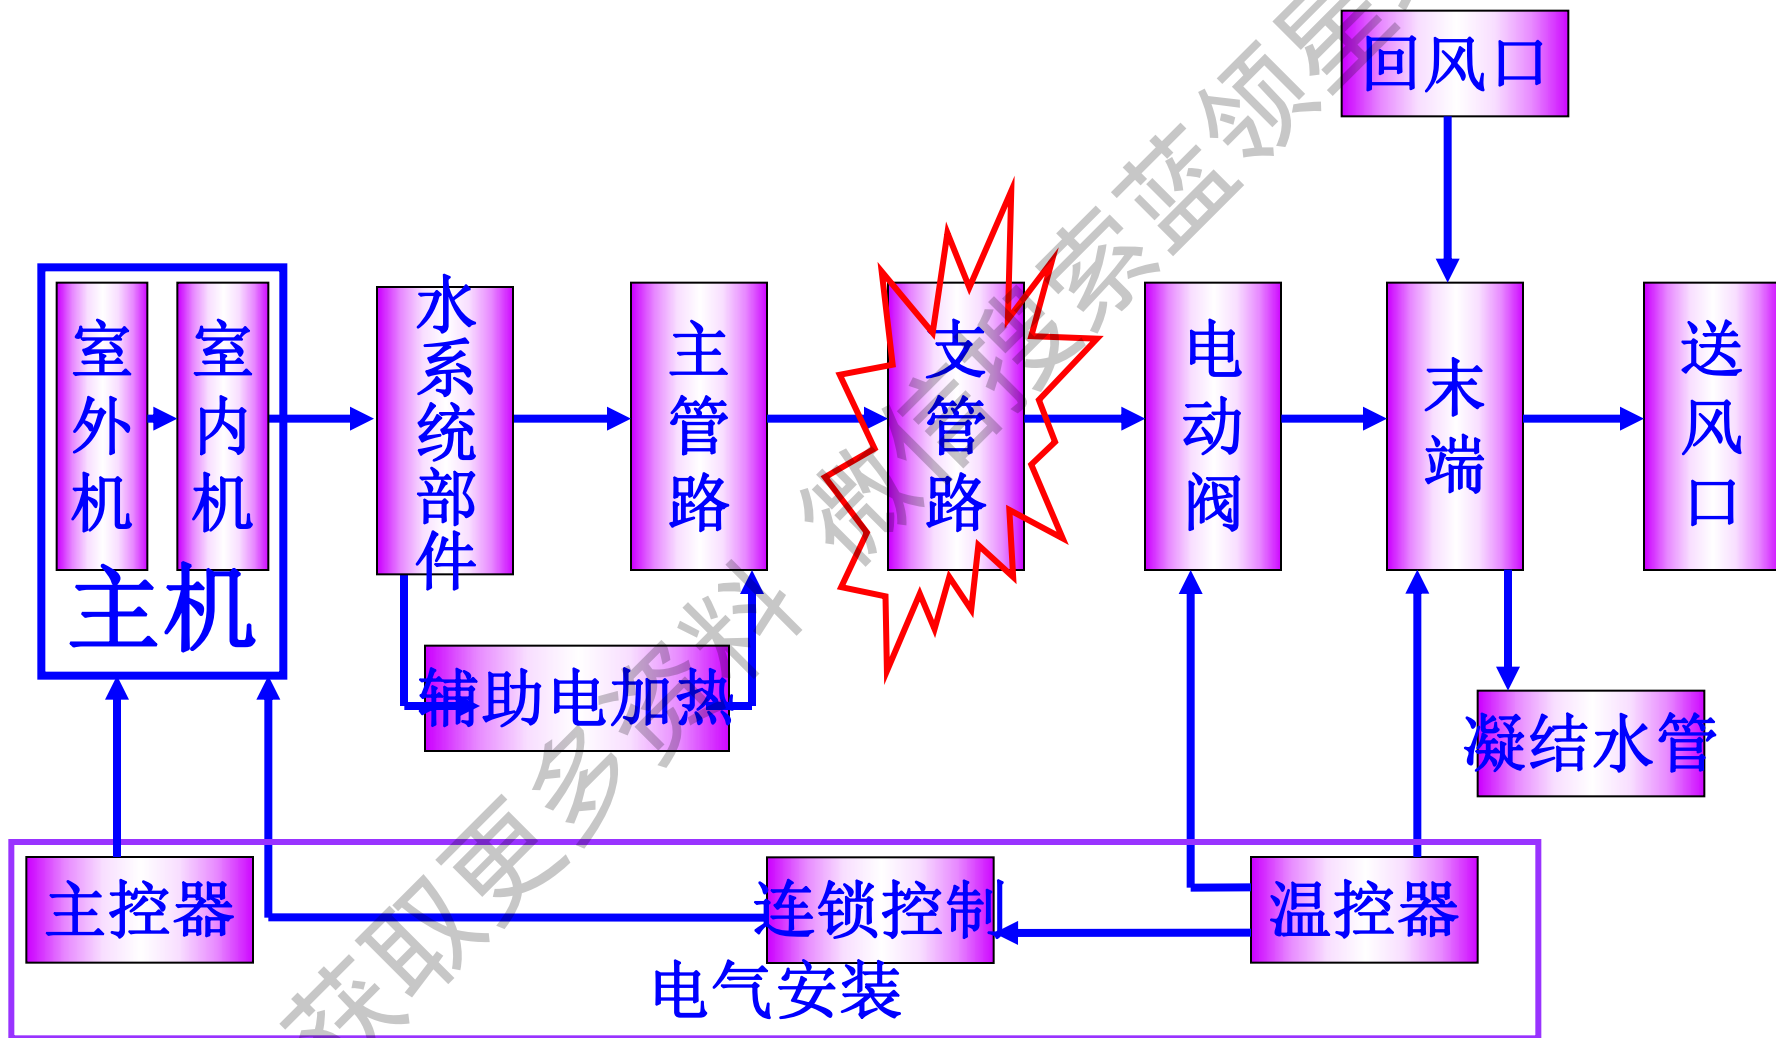 回风口
室外机
室内机
主机
水系统部件
主管路
支管路
电动阀
末端
送风口
辅助电加热
凝结水管
主控器
连锁控制
温控器
电气安装
获取更多资料 微信搜索蓝领星